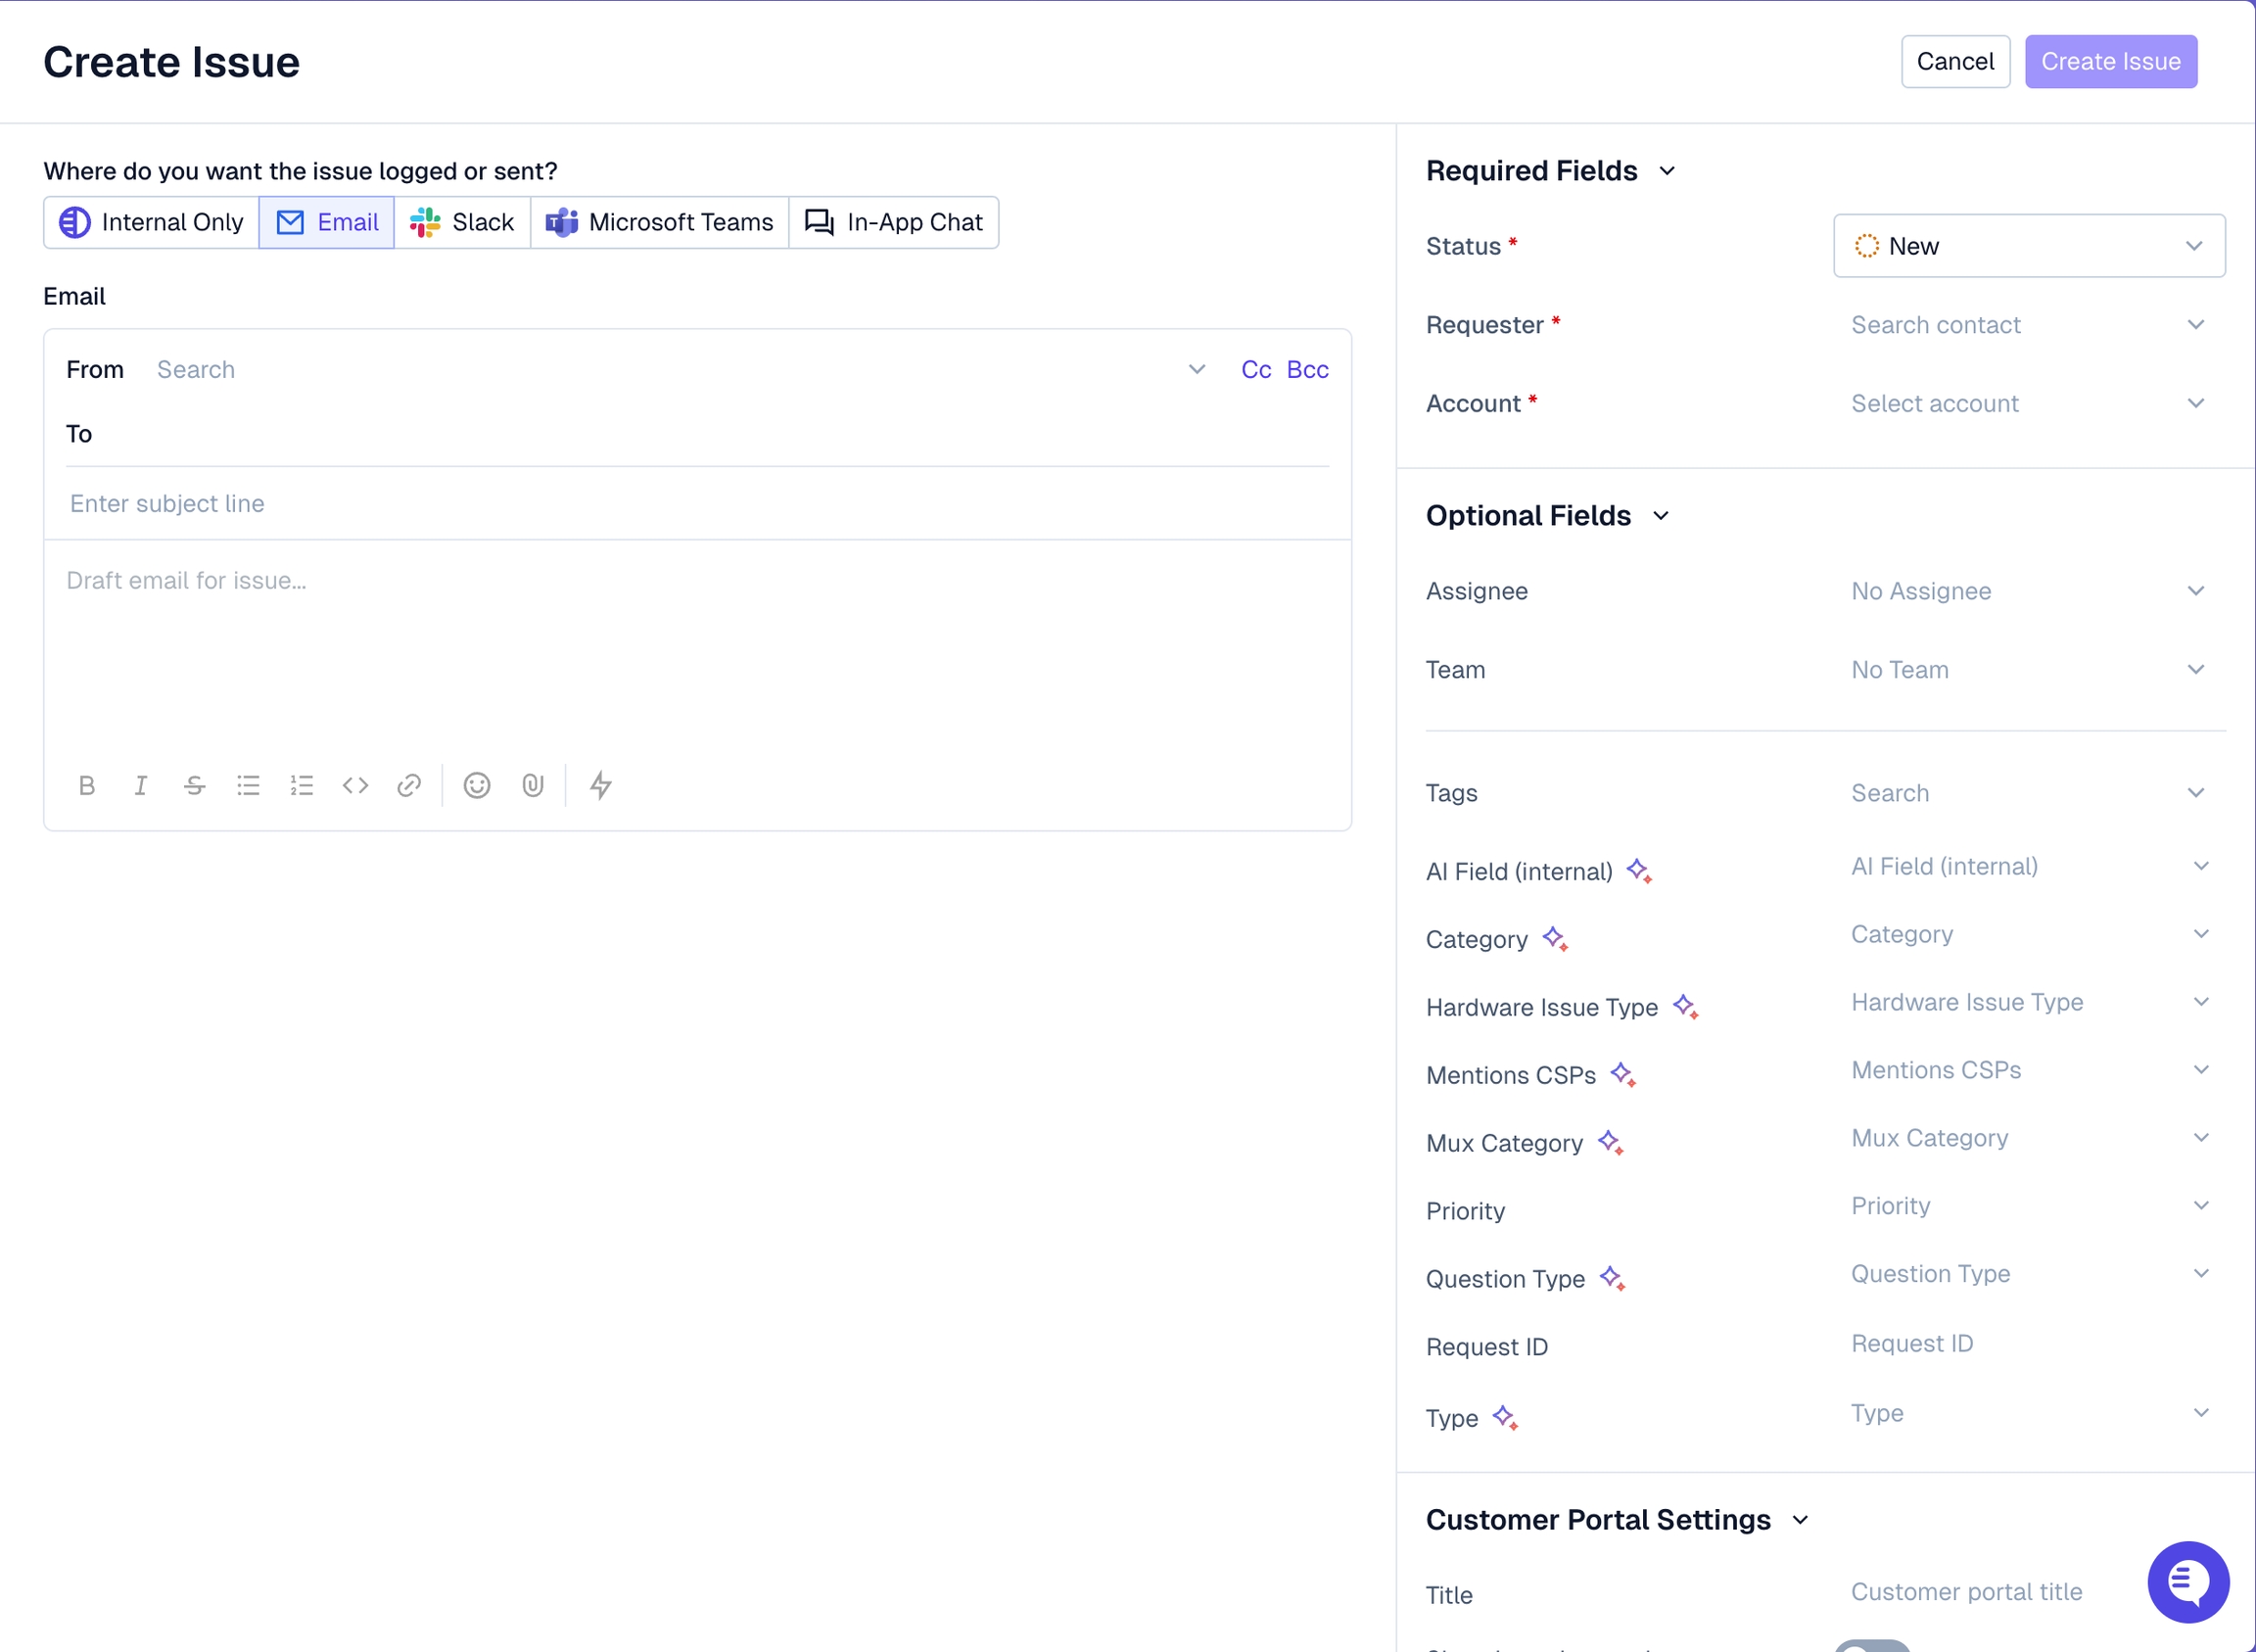 Create Issue
Cancel
Create Issue
Where do you want the issue logged or sent?
Internal Only
Email
Slack
Microsoft Teams
In-App Chat
Email
From Search Cc Bcc
To
Enter subject line
Draft email for issue...
Required Fields
Status * New
Requester * Search contact
Account * Select account
Optional Fields
Assignee No Assignee
Team No Team
Tags Search
AI Field (internal) AI Field (internal)
Category Category
Hardware Issue Type Hardware Issue Type
Mentions CSPs Mentions CSPs
Mux Category Mux Category
Priority Priority
Question Type Question Type
Request ID Request ID
Type Type
Customer Portal Settings
Title Customer portal title